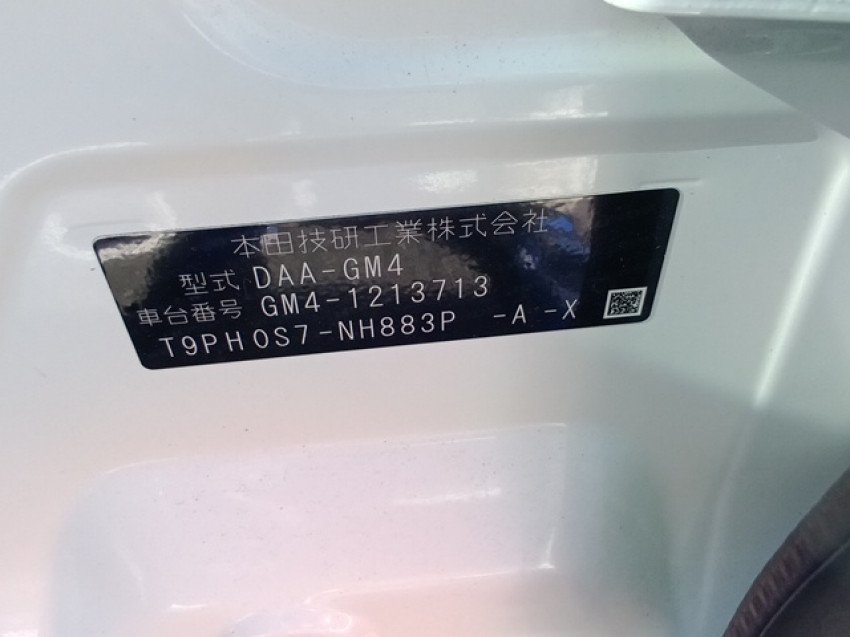 本田技研工業株式会社
型式 DAA-GM4
車台番号 GM4-1213713
T9PH0S7-NH883P -A -X